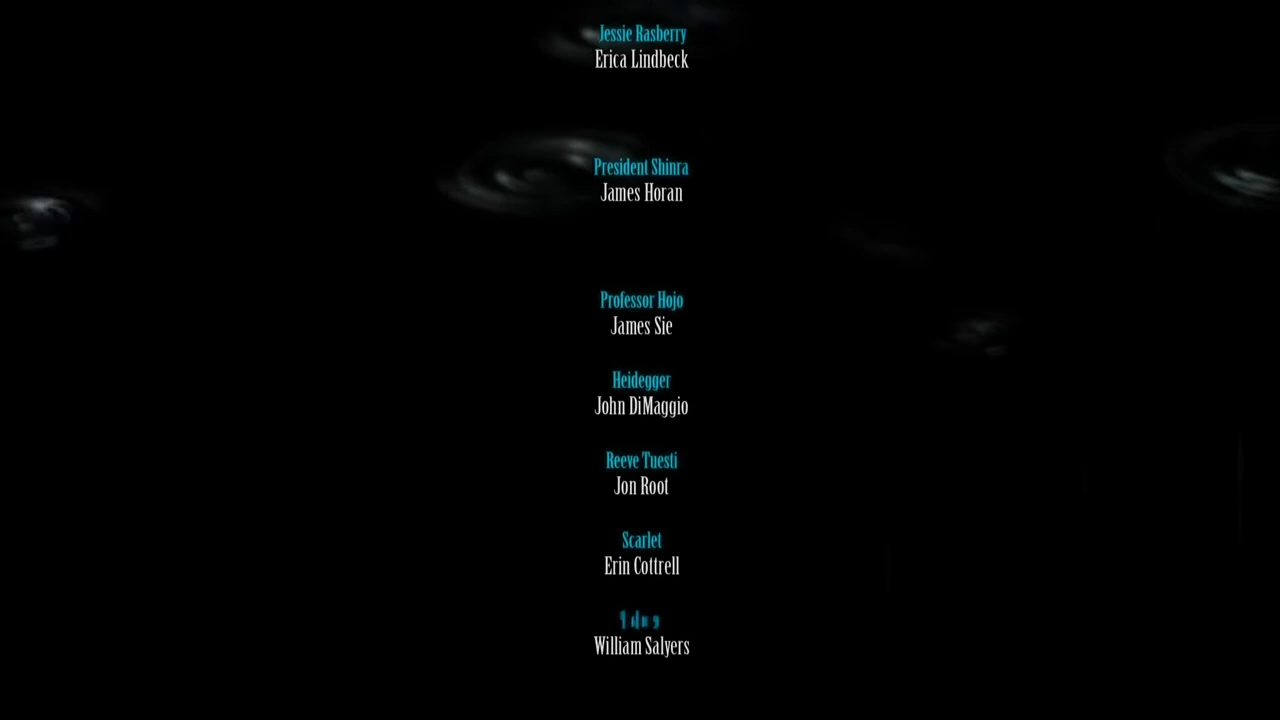 Jessie Rasberry
Erica Lindbeck
President Shinra
James Horan
Professor Hojo
James Sie
Heidegger
John DiMaggio
Reeve Tuesti
Jon Root
Scarlet
Erin Cottrell
William Salyers